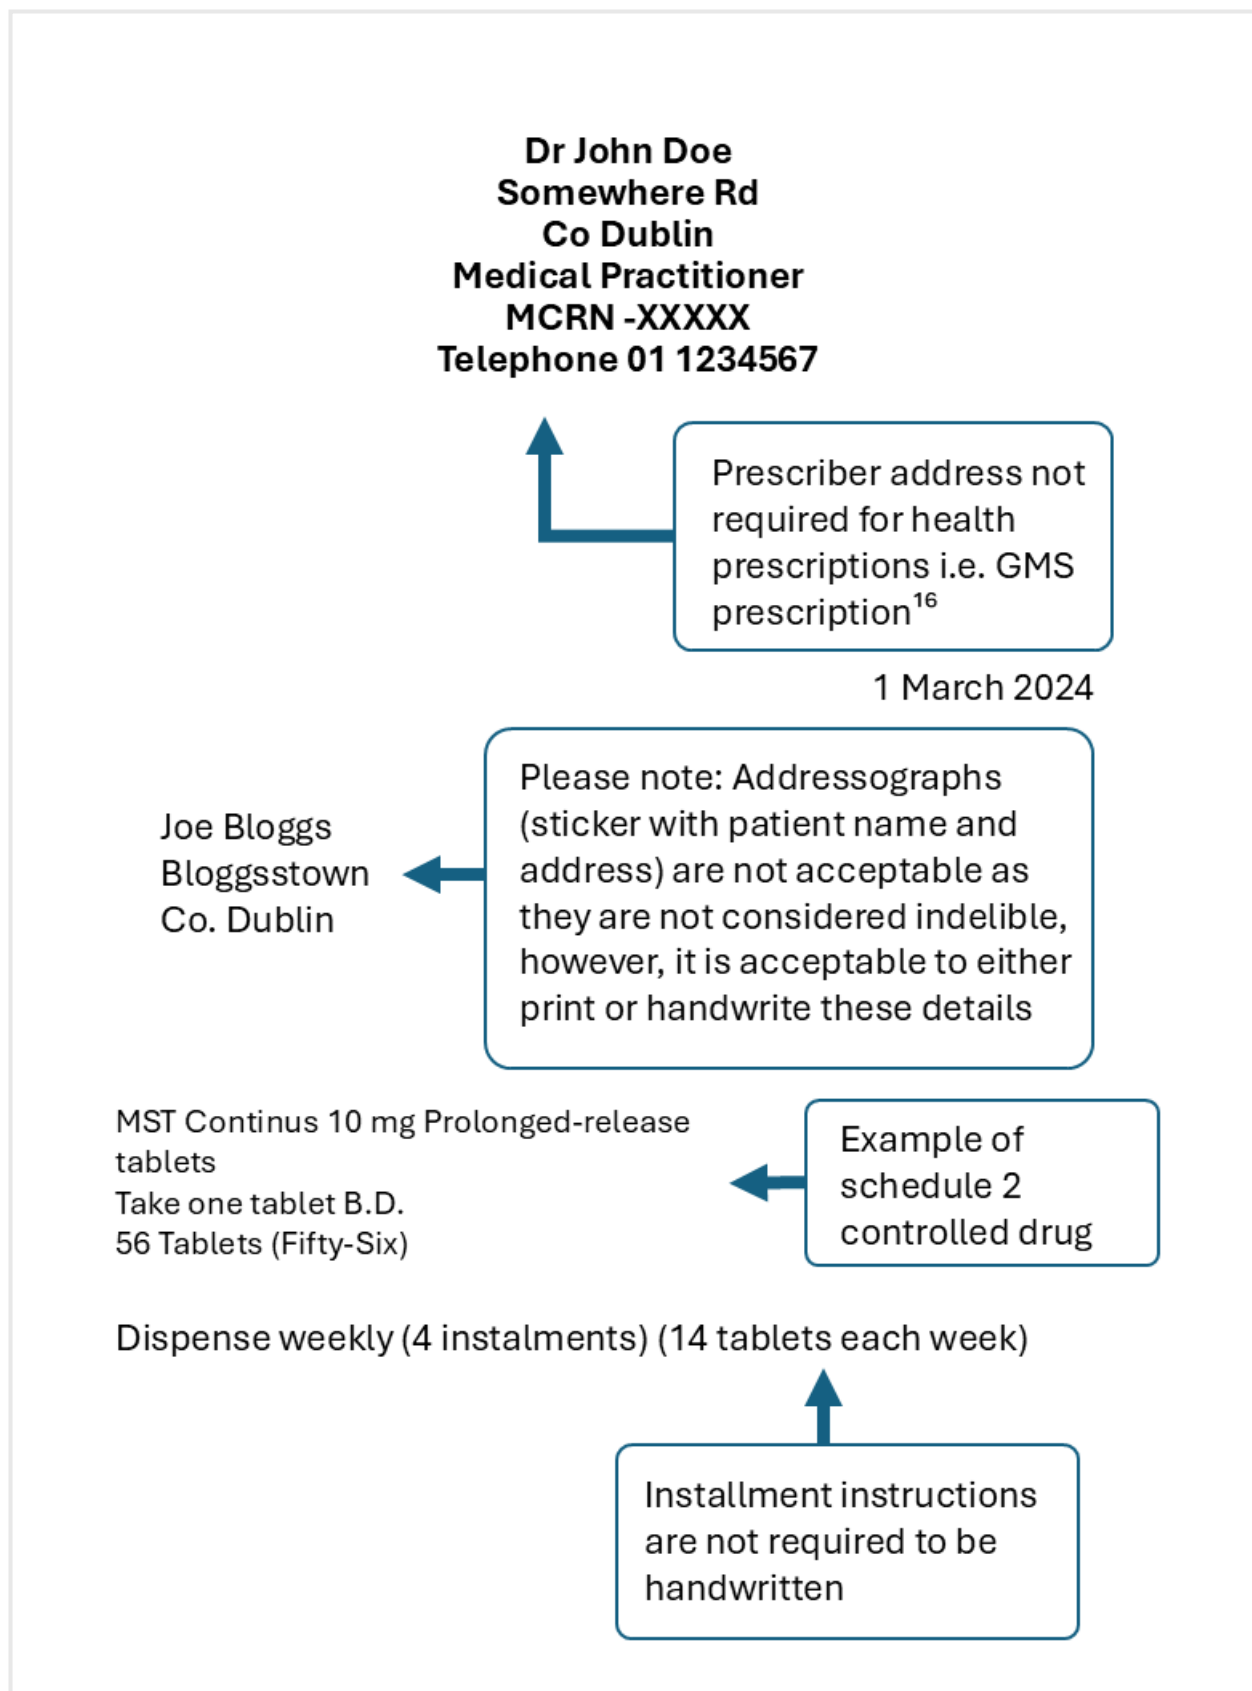 Dr John Doe
Somewhere Rd
Co Dublin
Medical Practitioner
MCRN -XXXXX
Telephone 01 1234567
Prescriber address not
required for health
prescriptions i.e. GMS
prescription¹⁶
1 March 2024
Please note: Addressographs
(sticker with patient name and
address) are not acceptable as
they are not considered indelible,
however, it is acceptable to either
print or handwrite these details
Joe Bloggs
Bloggsstown
Co. Dublin
MST Continus 10 mg Prolonged-release
tablets
Take one tablet B.D.
56 Tablets (Fifty-Six)
Example of
schedule 2
controlled drug
Dispense weekly (4 instalments) (14 tablets each week)
Installment instructions
are not required to be
handwritten